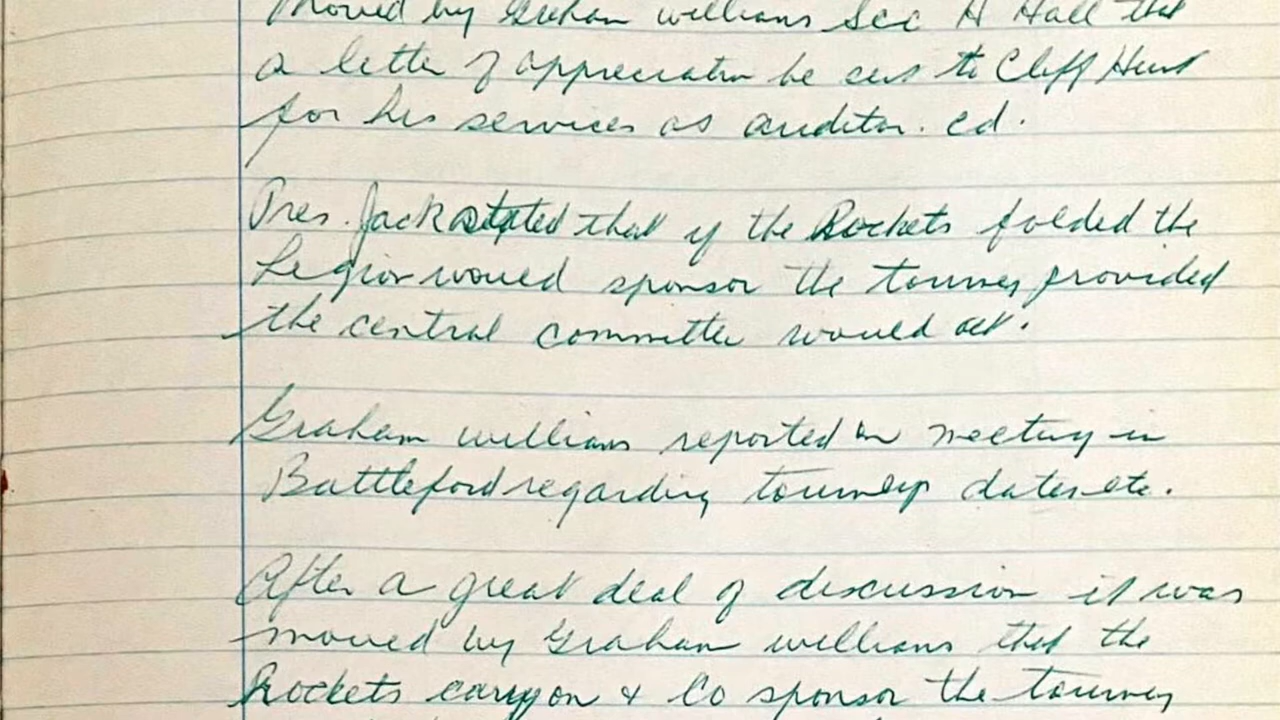 Moved by Graham Williams Sec H Hall that
a letter of appreciation be sent to Cliff Hunt
for his services as auditor. cd.
Pres. Jack stated that if the Rockets folded the
Legion would sponsor the tourney provided
the central committee would act.
Graham Williams reported on meeting in
Battleford regarding tourney dates etc.
After a great deal of discussion it was
moved by Graham Williams that the
Rockets carry on & Co sponsor the tourney